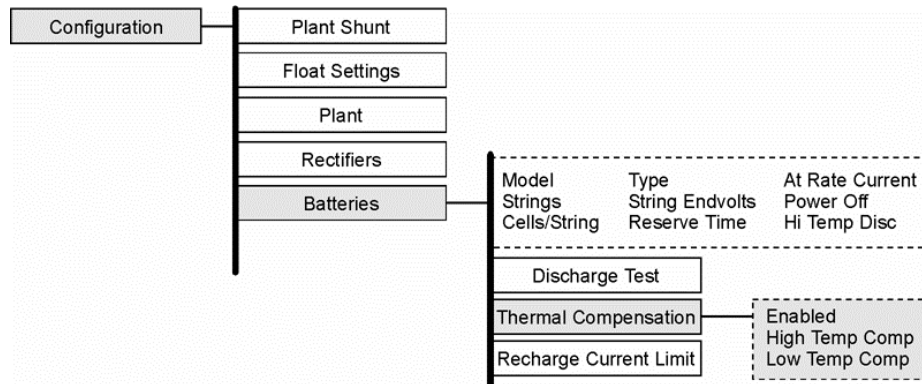 Configuration
Plant Shunt
Float Settings
Plant
Rectifiers
Batteries
Model Type At Rate Current
Strings String Endvolts Power Off
Cells/String Reserve Time Hi Temp Disc
Discharge Test
Thermal Compensation
Recharge Current Limit
Enabled
High Temp Comp
Low Temp Comp